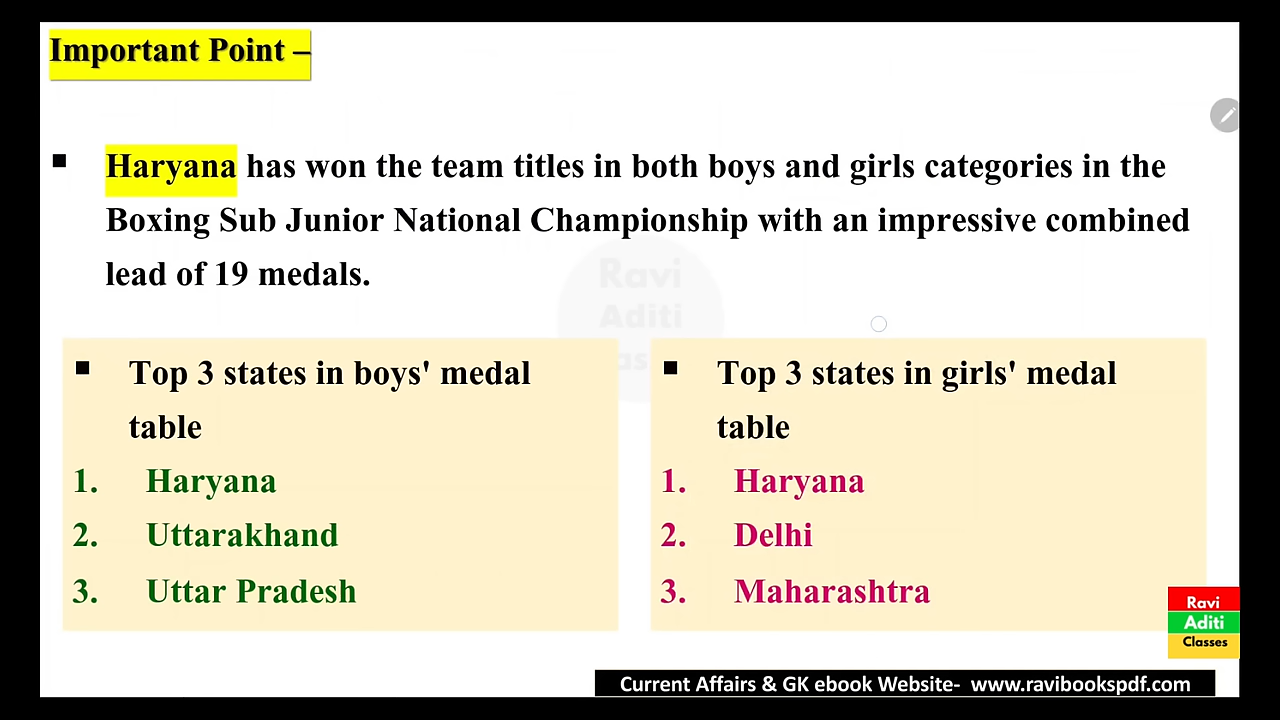 Important Point –
▪ Haryana has won the team titles in both boys and girls categories in the
Boxing Sub Junior National Championship with an impressive combined
lead of 19 medals.
Ravi
Aditi
▪ Top 3 states in boys' medal
table
1. Haryana
2. Uttarakhand
3. Uttar Pradesh
▪ Top 3 states in girls' medal
table
1. Haryana
2. Delhi
3. Maharashtra
Ravi
Aditi
Classes
Current Affairs & GK ebook Website- www.ravibookspdf.com